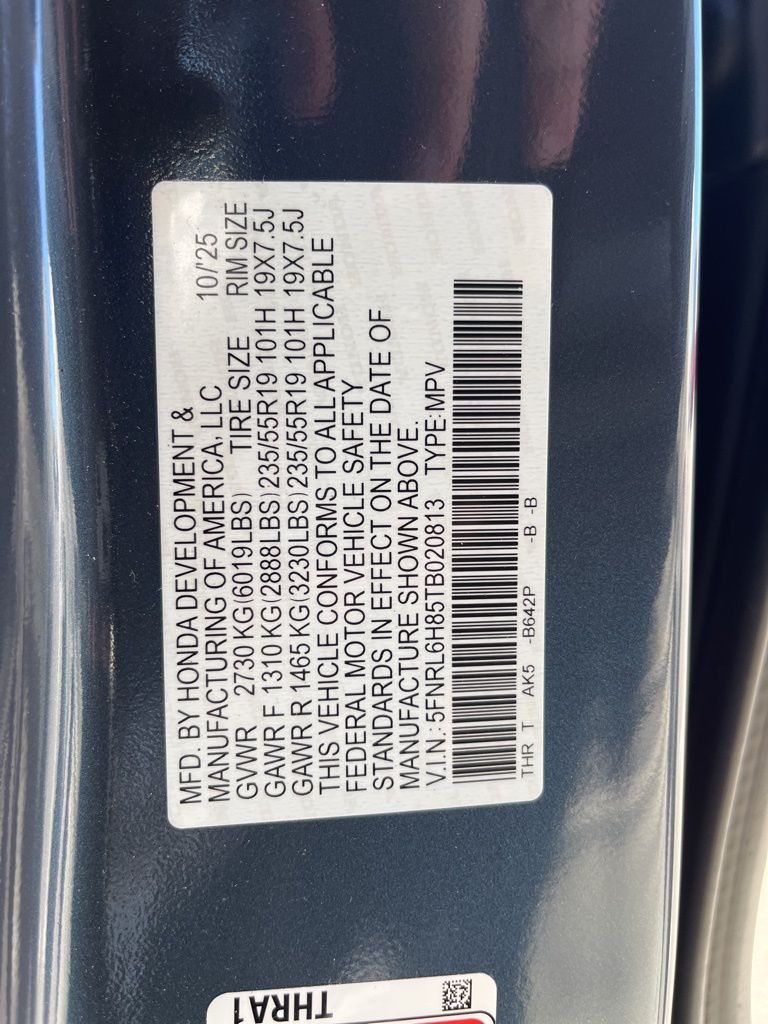 MFD. BY HONDA DEVELOPMENT &
MANUFACTURING OF AMERICA, LLC 10/'25
GVWR 2730 KG(6019LBS) TIRE SIZE RIM SIZE
GAWR F 1310 KG(2888LBS)235/55R19 101H 19X7.5J
GAWR R 1465 KG(3230LBS)235/55R19 101H 19X7.5J
THIS VEHICLE CONFORMS TO ALL APPLICABLE
FEDERAL MOTOR VEHICLE SAFETY
STANDARDS IN EFFECT ON THE DATE OF
MANUFACTURE SHOWN ABOVE.
V.I.N.:5FNRL6H85TB020813 TYPE:MPV
THR T AK5 -B642P -B -B
THRA1